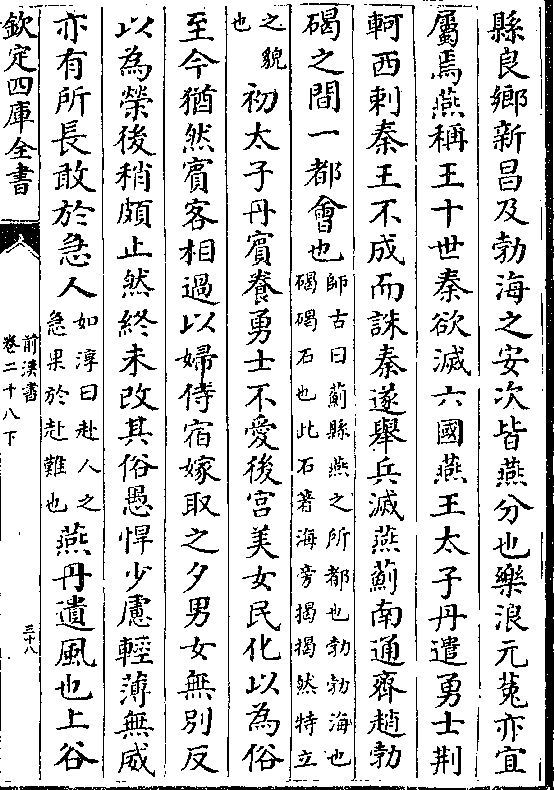 縣良鄉新昌及勃海之安次皆燕分也樂浪元菟亦宜
屬焉燕稱王十世秦欲滅六國燕王太子丹遣勇士荆
軻西刺秦王不成而誅秦遂舉兵滅燕薊南通齊趙勃
碣之間一都會也師古曰薊縣燕之所都也勃勃海也碣碣石也此石著海旁揭揭然特立
之貌也初太子丹賓養勇士不愛後宮美女民化以為俗
至今猶然賓客相過以婦侍宿嫁取之夕男女無別反
以為榮後稍頗止然終未改其俗愚悍少慮輕薄無威
亦有所長敢於急人如淳曰赴人之急果於赴難也燕丹遺風也上谷
欽定四庫全書
前漢書
卷二十八下
三十八